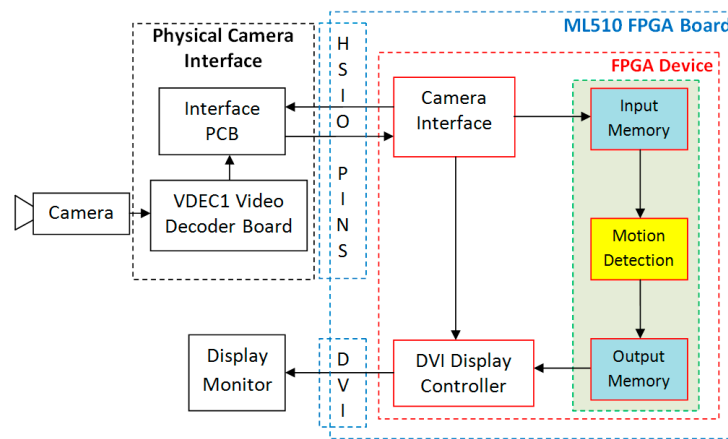 ML510 FPGA Board
Physical Camera
Interface
H
S
I
O
P
I
N
S
FPGA Device
Interface
PCB
Camera
Interface
Input
Memory
Camera
VDEC1 Video
Decoder Board
Motion
Detection
Display
Monitor
D
V
I
DVI Display
Controller
Output
Memory